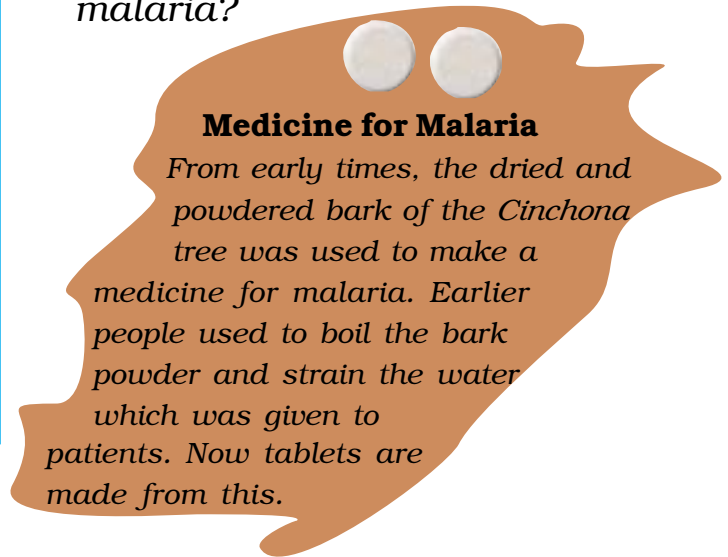 malaria?
Medicine for Malaria
From early times, the dried and
powdered bark of the Cinchona
tree was used to make a
medicine for malaria. Earlier
people used to boil the bark
powder and strain the water
which was given to
patients. Now tablets are
made from this.